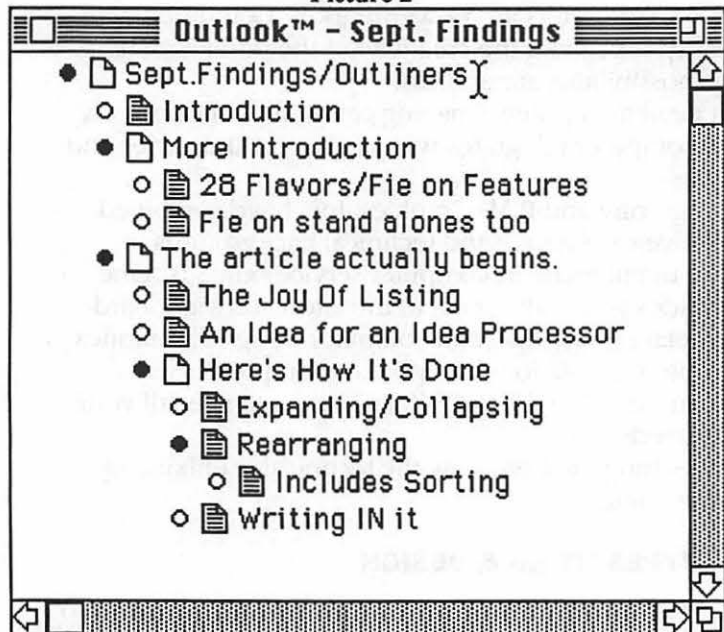 Outlook™ – Sept. Findings
Sept.Findings/Outliners
Introduction
More Introduction
28 Flavors/Fie on Features
Fie on stand alones too
The article actually begins.
The Joy Of Listing
An Idea for an Idea Processor
Here's How It's Done
Expanding/Collapsing
Rearranging
Includes Sorting
Writing IN it